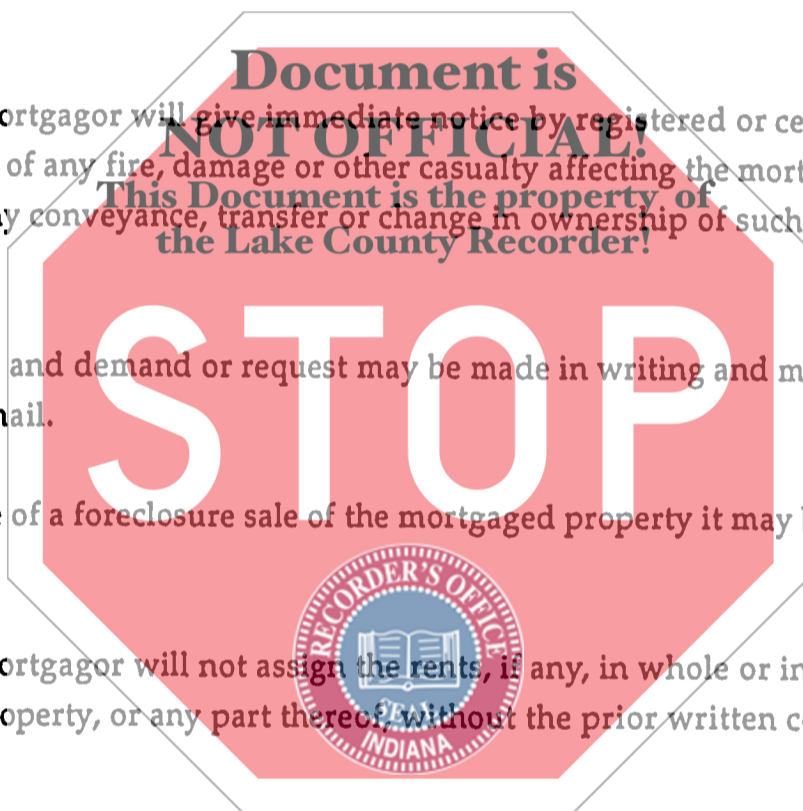 Document is
ortgagor will give immediate notice by registered or ce
NOT OFFICIAL!
of any fire, damage or other casualty affecting the mort
This Document is the property of
y conveyance, transfer or change in ownership of such
the Lake County Recorder!
STOP
and demand or request may be made in writing and m
ail.
of a foreclosure sale of the mortgaged property it may
RECORDER'S OFFICE
ortgagor will not assign the rents, if any, in whole or in
operty, or any part thereof, without the prior written c
SEAL
INDIANA